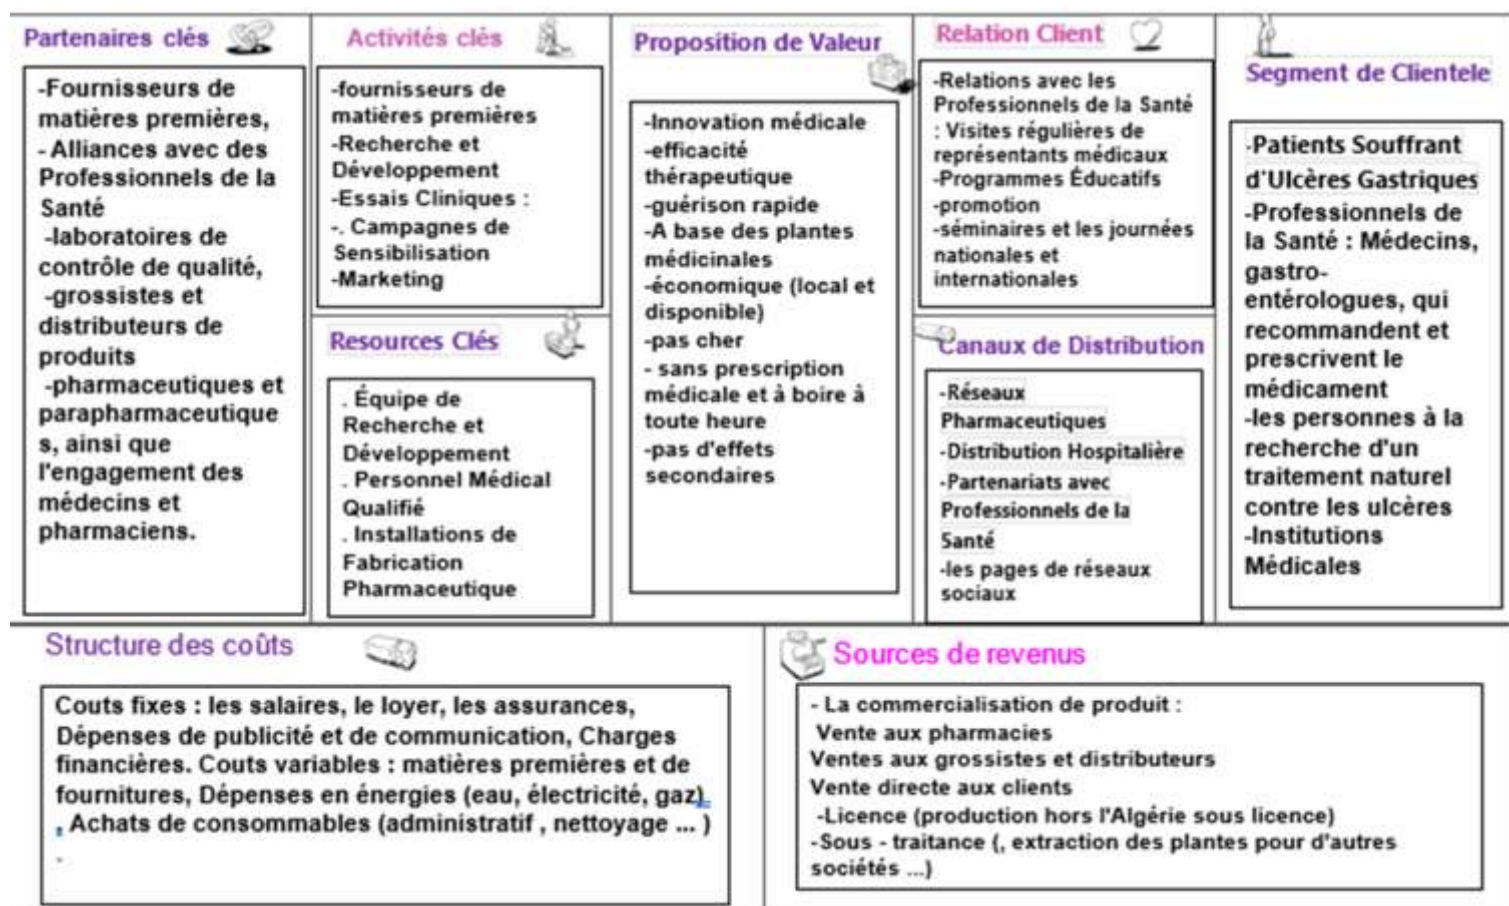 Partenaires clés
-Fournisseurs de
matières premières,
- Alliances avec des
Professionnels de la
Santé
-laboratoires de
contrôle de qualité,
-grossistes et
distributeurs de
produits
-pharmaceutiques et
parapharmaceutique
s, ainsi que
l'engagement des
médecins et
pharmaciens.
Activités clés
-fournisseurs de
matières premières
-Recherche et
Développement
-Essais Cliniques :
-. Campagnes de
Sensibilisation
-Marketing
Resources Clés
. Équipe de
Recherche et
Développement
. Personnel Médical
Qualifié
. Installations de
Fabrication
Pharmaceutique
Proposition de Valeur
-Innovation médicale
-efficacité
thérapeutique
-guérison rapide
-A base des plantes
médicinales
-économique (local et
disponible)
-pas cher
- sans prescription
médicale et à boire à
toute heure
-pas d'effets
secondaires
Relation Client
-Relations avec les
Professionnels de la Santé
: Visites régulières de
représentants médicaux
-Programmes Éducatifs
-promotion
-séminaires et les journées
nationales et
internationales
Canaux de Distribution
-Réseaux
Pharmaceutiques
-Distribution Hospitalière
-Partenariats avec
Professionnels de la
Santé
-les pages de réseaux
sociaux
Segment de Clientele
-Patients Souffrant
d'Ulcères Gastriques
-Professionnels de
la Santé : Médecins,
gastro-
entérologues, qui
recommandent et
prescrivent le
médicament
-les personnes à la
recherche d'un
traitement naturel
contre les ulcères
-Institutions
Médicales
Structure des coûts
Couts fixes : les salaires, le loyer, les assurances,
Dépenses de publicité et de communication, Charges
financières. Couts variables : matières premières et de
fournitures, Dépenses en énergies (eau, électricité, gaz)
, Achats de consommables (administratif , nettoyage ... )
.
Sources de revenus
- La commercialisation de produit :
Vente aux pharmacies
Ventes aux grossistes et distributeurs
Vente directe aux clients
-Licence (production hors l'Algérie sous licence)
-Sous - traitance (, extraction des plantes pour d'autres
sociétés ...)